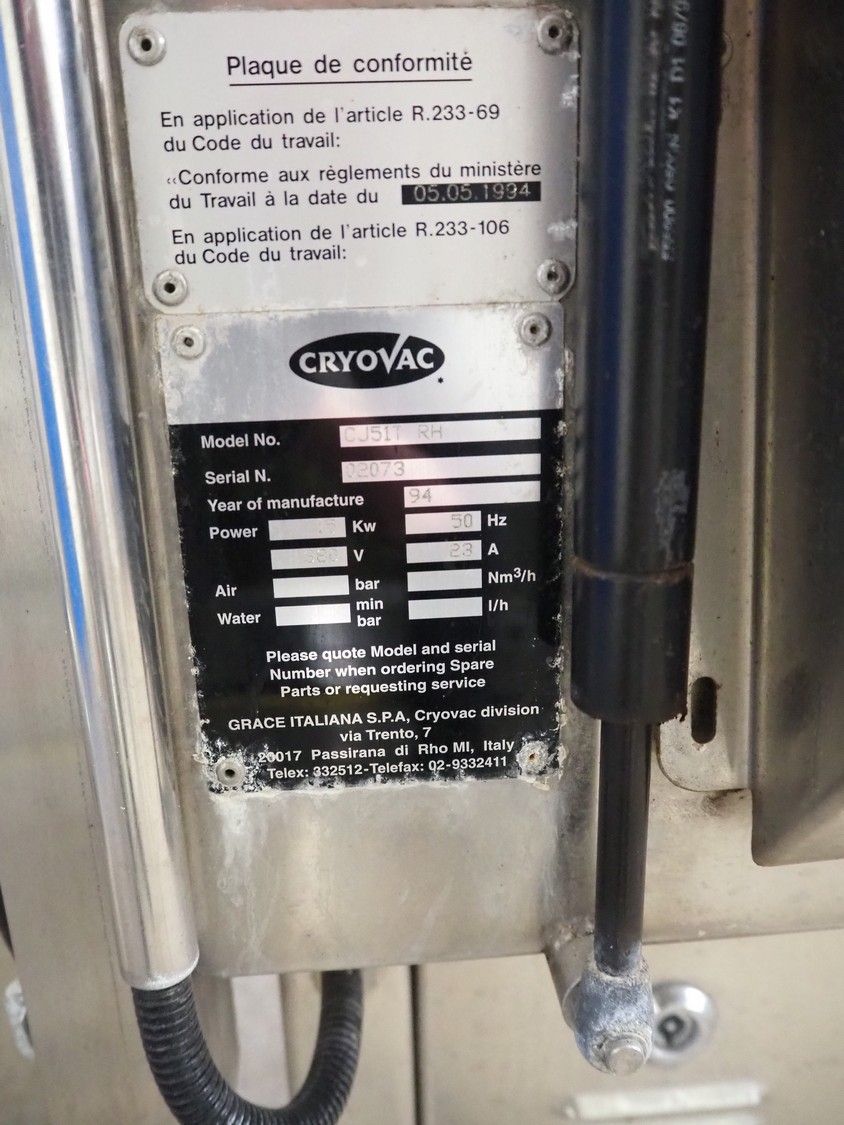 Plaque de conformité
En application de l'article R.233-69
du Code du travail:
‹‹Conforme aux règlements du ministère
du Travail à la date du 05.05.1994
En application de l'article R.233-106
du Code du travail:
CRYOVAC
Model No. CJ51T RH
Serial N. 02073
Year of manufacture 94
Power Kw 50 Hz
V 23 A
Air bar Nm³/h
Water min bar l/h
Please quote Model and serial
Number when ordering Spare
Parts or requesting service
GRACE ITALIANA S.P.A, Cryovac division
via Trento, 7
20017 Passirana di Rho MI, Italy
Telex: 332512-Telefax: 02-9332411